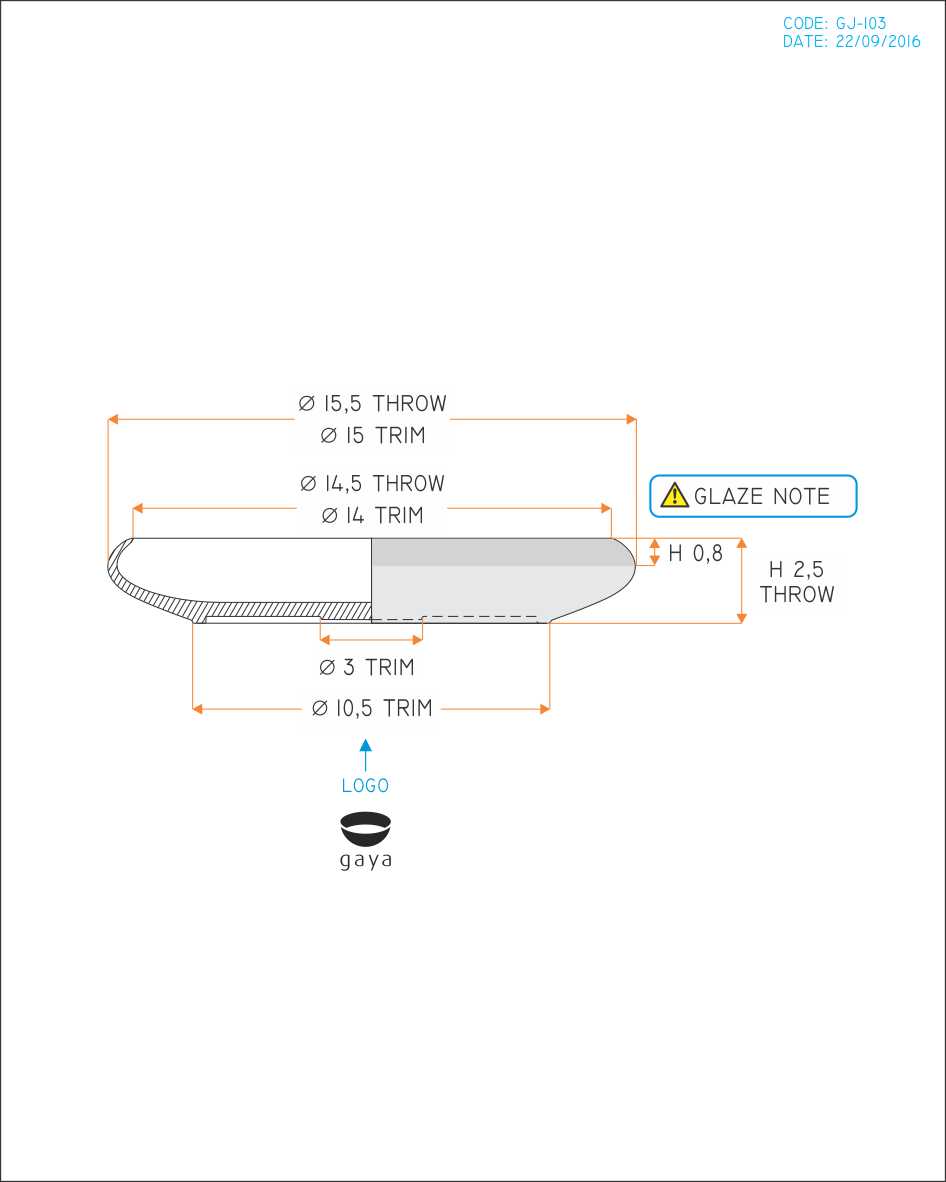 CODE: GJ-103
DATE: 22/09/2016
Ø 15,5 THROW
Ø 15 TRIM
Ø 14,5 THROW
Ø 14 TRIM
GLAZE NOTE
H 0,8
H 2,5
THROW
Ø 3 TRIM
Ø 10,5 TRIM
LOGO
gaya